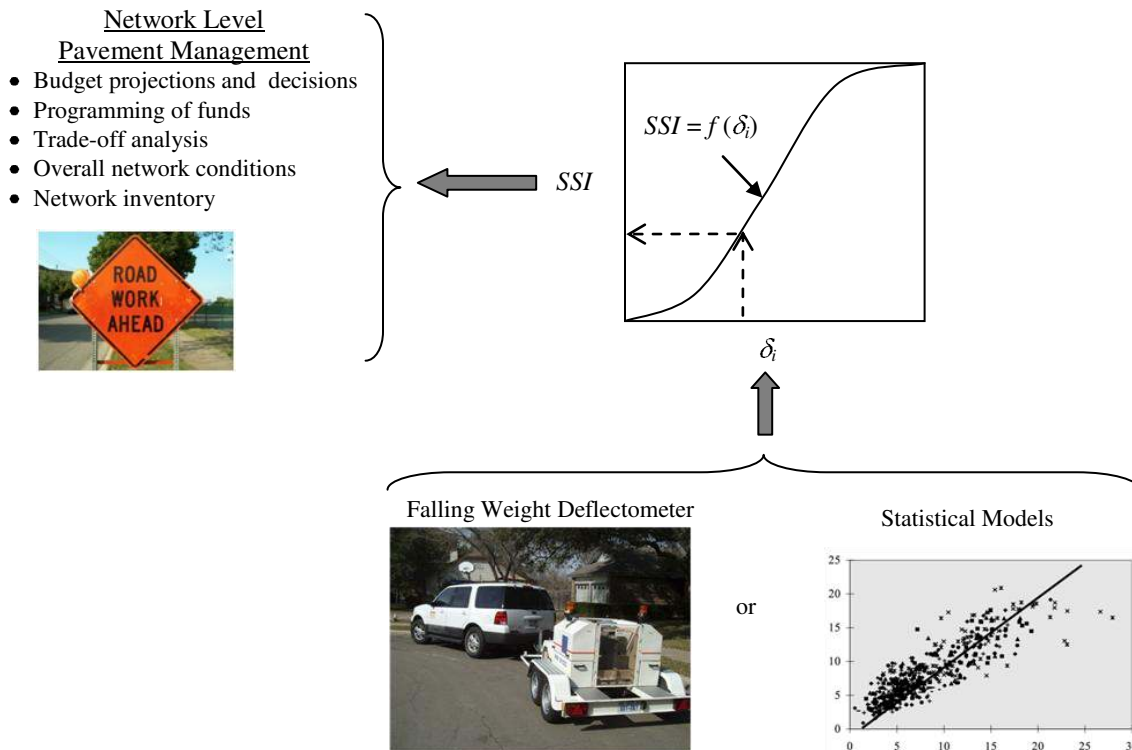 Network Level
Pavement Management
• Budget projections and decisions
• Programming of funds
• Trade-off analysis
• Overall network conditions
• Network inventory
ROAD
WORK
AHEAD
SSI = f (δi)
SSI
δi
Falling Weight Deflectometer
or
Statistical Models
25
20
15
10
5
0
0 5 10 15 20 25